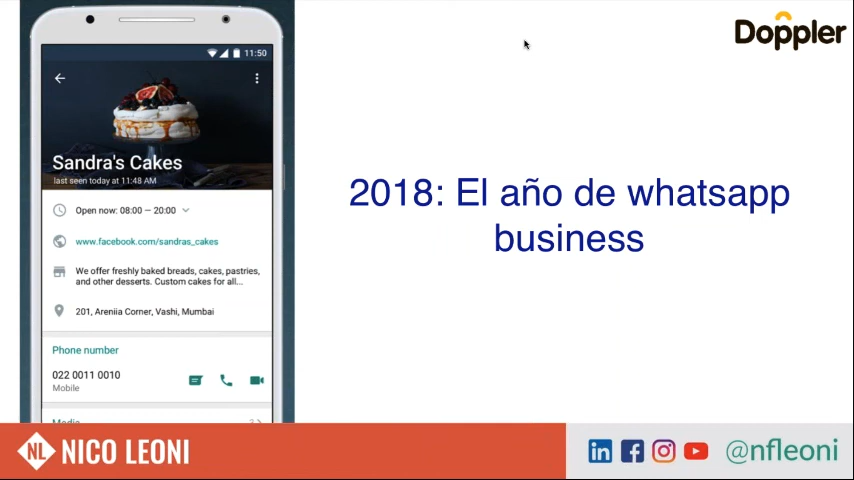 Doppler
11:50
Sandra's Cakes
last seen today at 11:48 AM
Open now: 08:00 – 20:00
www.facebook.com/sandras_cakes
We offer freshly baked breads, cakes, pastries,
and other desserts. Custom cakes for all...
201, Areniia Corner, Vashi, Mumbai
Phone number
022 0011 0010
Mobile
Media
2018: El año de whatsapp
business
NL NICO LEONI
@nfleoni